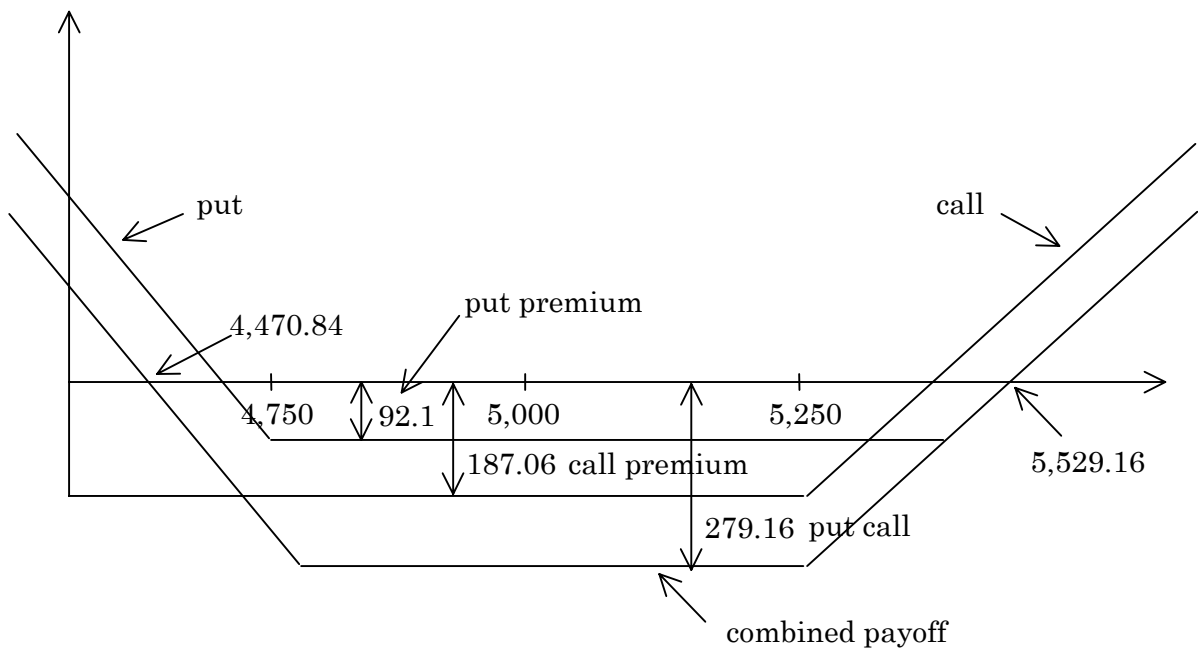 put
call
put premium
4,470.84
4,750
92.1
5,000
5,250
187.06 call premium
5,529.16
279.16 put call
combined payoff